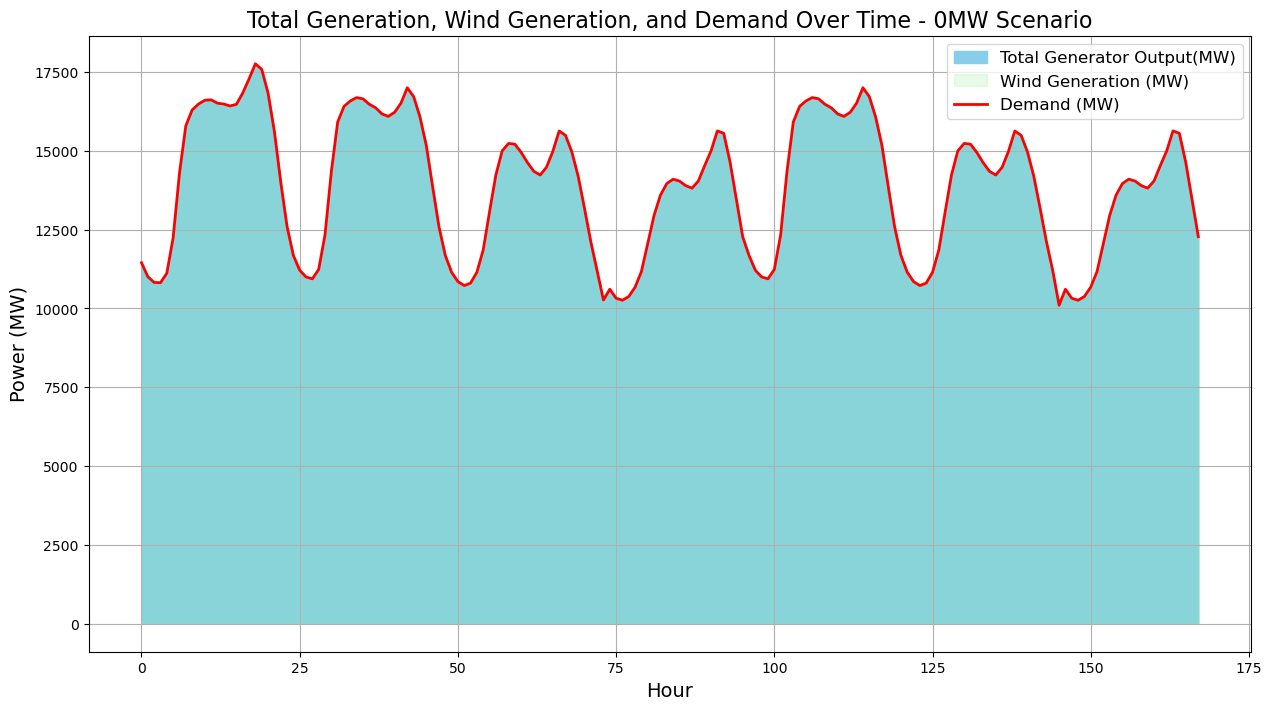 Total Generation, Wind Generation, and Demand Over Time - 0MW Scenario
Total Generator Output(MW)
Wind Generation (MW)
Demand (MW)
Power (MW)
17500
15000
12500
10000
7500
5000
2500
0
0 25 50 75 100 125 150 175
Hour